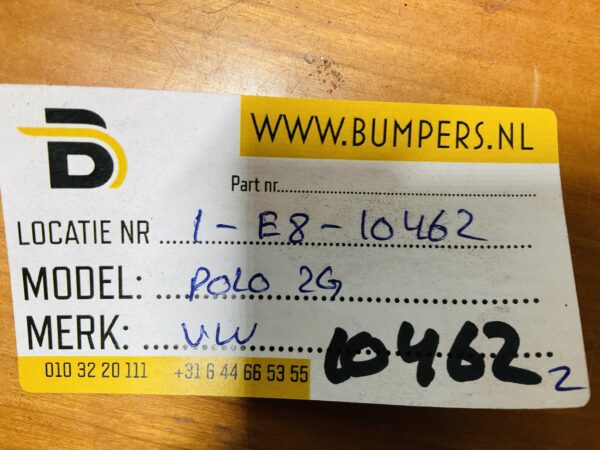 WWW.BUMPERS.NL
Part nr..........
LOCATIE NR .... 1 - E8 - 10462
MODEL: .... POLO 2G
MERK: .... VW
10462 2
010 32 20 111 +31 6 44 66 53 55